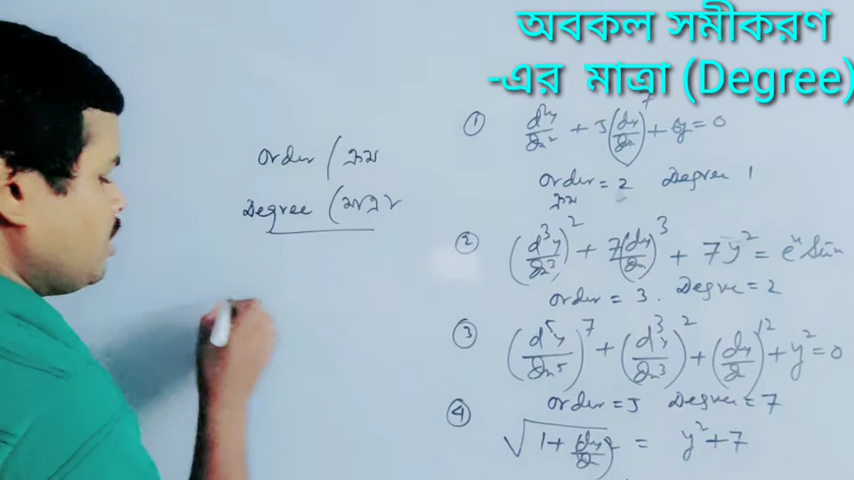 অবকল সমীকরণ
-এর মাত্রা (Degree)
Order (ক্রম
Degree (মাত্রা
① d²y/dx² + 5(dy/dx)⁷ + 6y = 0
Order = 2 Degree 1
ক্রম
② (d³y/dx³)² + 7(dy/dx)³ + 7y² = eˣ Sinx
Order = 3. Degree = 2
③ (d⁵y/dx⁵)⁷ + (d³y/dx³)² + (dy/dx)¹² + y² = 0
Order = 5 Degree = 7
④ √1 + (dy/dx)² = y² + 7